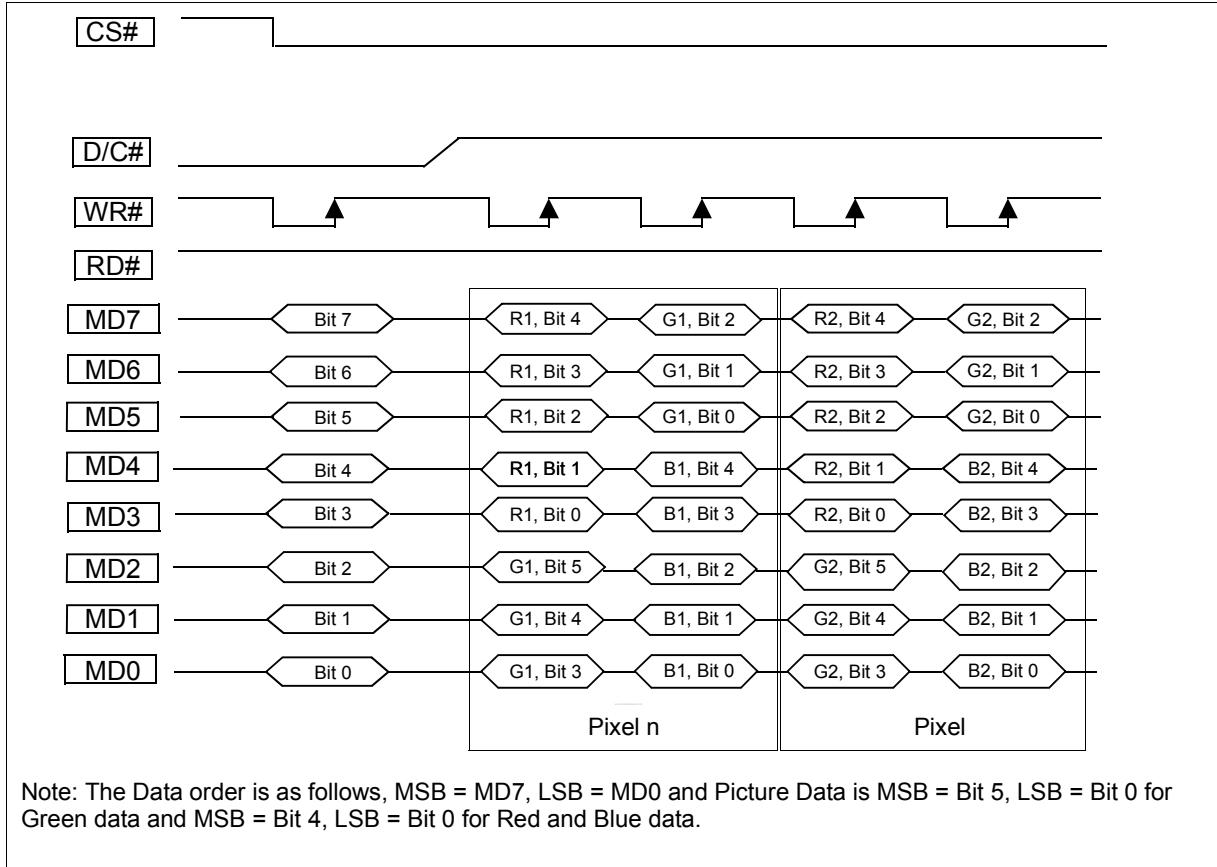 CS#
D/C#
WR#
RD#
MD7 Bit 7 R1, Bit 4 G1, Bit 2 R2, Bit 4 G2, Bit 2
MD6 Bit 6 R1, Bit 3 G1, Bit 1 R2, Bit 3 G2, Bit 1
MD5 Bit 5 R1, Bit 2 G1, Bit 0 R2, Bit 2 G2, Bit 0
MD4 Bit 4 R1, Bit 1 B1, Bit 4 R2, Bit 1 B2, Bit 4
MD3 Bit 3 R1, Bit 0 B1, Bit 3 R2, Bit 0 B2, Bit 3
MD2 Bit 2 G1, Bit 5 B1, Bit 2 G2, Bit 5 B2, Bit 2
MD1 Bit 1 G1, Bit 4 B1, Bit 1 G2, Bit 4 B2, Bit 1
MD0 Bit 0 G1, Bit 3 B1, Bit 0 G2, Bit 3 B2, Bit 0
Pixel n Pixel
Note: The Data order is as follows, MSB = MD7, LSB = MD0 and Picture Data is MSB = Bit 5, LSB = Bit 0 for
Green data and MSB = Bit 4, LSB = Bit 0 for Red and Blue data.